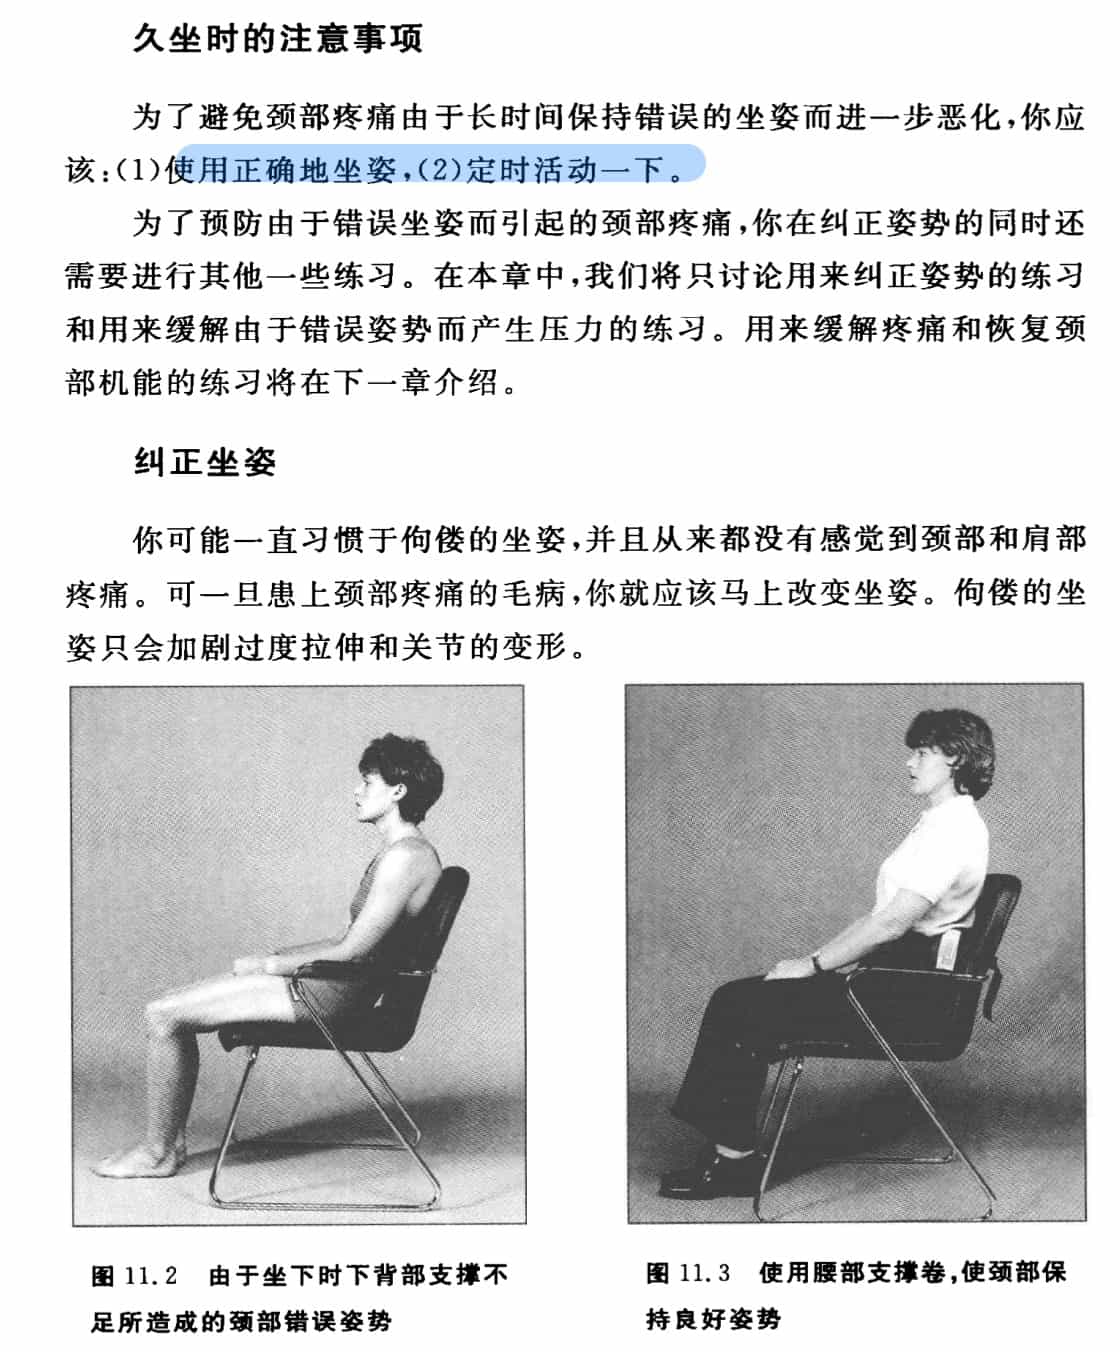 久坐时的注意事项
为了避免颈部疼痛由于长时间保持错误的坐姿而进一步恶化,你应
该:(1)使用正确地坐姿,(2)定时活动一下。
为了预防由于错误坐姿而引起的颈部疼痛,你在纠正姿势的同时还
需要进行其他一些练习。在本章中,我们将只讨论用来纠正姿势的练习
和用来缓解由于错误姿势而产生压力的练习。用来缓解疼痛和恢复颈
部机能的练习将在下一章介绍。
纠正坐姿
你可能一直习惯于佝偻的坐姿,并且从来都没有感觉到颈部和肩部
疼痛。可一旦患上颈部疼痛的毛病,你就应该马上改变坐姿。佝偻的坐
姿只会加剧过度拉伸和关节的变形。
图 11.2 由于坐下时下背部支撑不
足所造成的颈部错误姿势
图 11.3 使用腰部支撑卷,使颈部保
持良好姿势